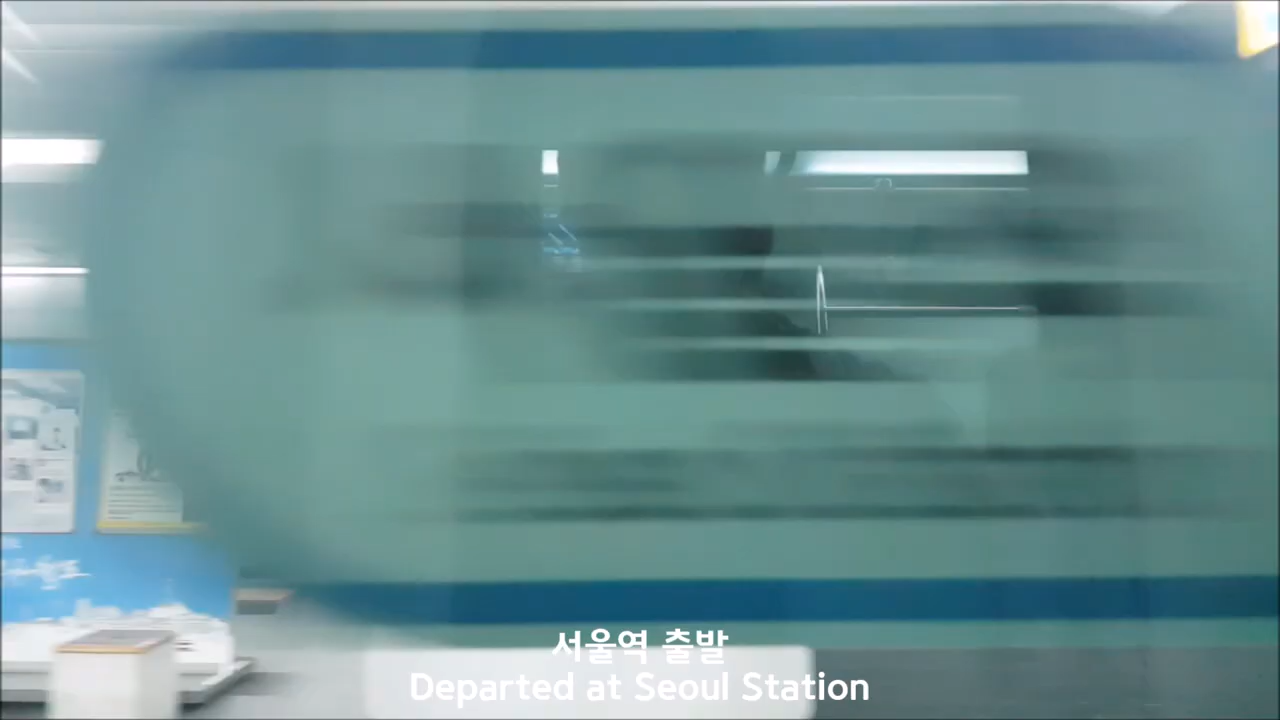 서울역 출발
Departed at Seoul Station